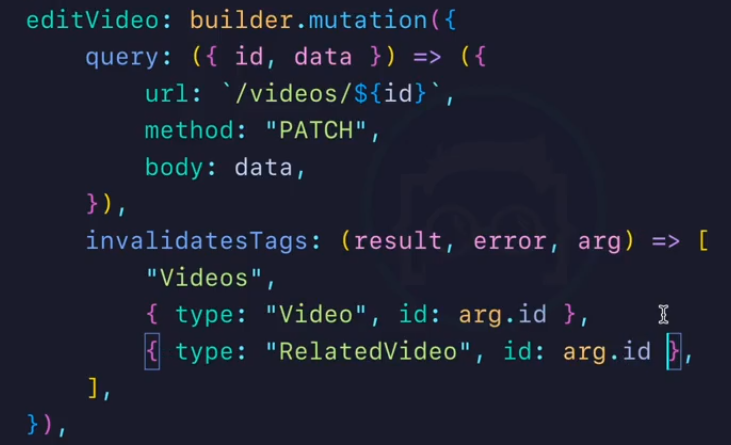 editVideo: builder.mutation({
query: ({ id, data }) => ({
url: `/videos/${id}`,
method: "PATCH",
body: data,
}),
invalidatesTags: (result, error, arg) => [
"Videos",
{ type: "Video", id: arg.id },
{ type: "RelatedVideo", id: arg.id },
],
}),